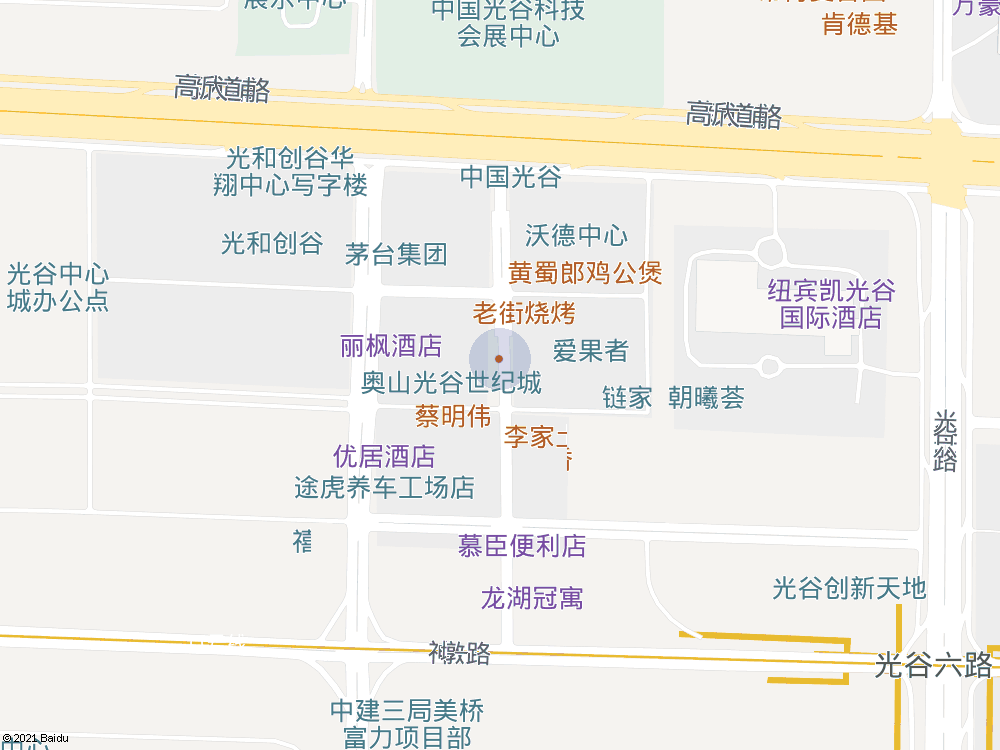 展示中心
中国光谷科技
会展中心
肯德基
万豪
高新大道辅路
高新大道辅路
光和创谷华
翔中心写字楼
中国光谷
沃德中心
光和创谷
茅台集团
黄蜀郎鸡公煲
光谷中心
城办公点
纽宾凯光谷
国际酒店
老街烧烤
丽枫酒店
爱果者
奥山光谷世纪城
链家
朝曦荟
蔡明伟
李家
光谷路
优居酒店
途虎养车工场店
慕臣便利店
光谷创新天地
龙湖冠寓
神墩路
光谷六路
中建三局美桥
富力项目部
中心
© 2021 Baidu